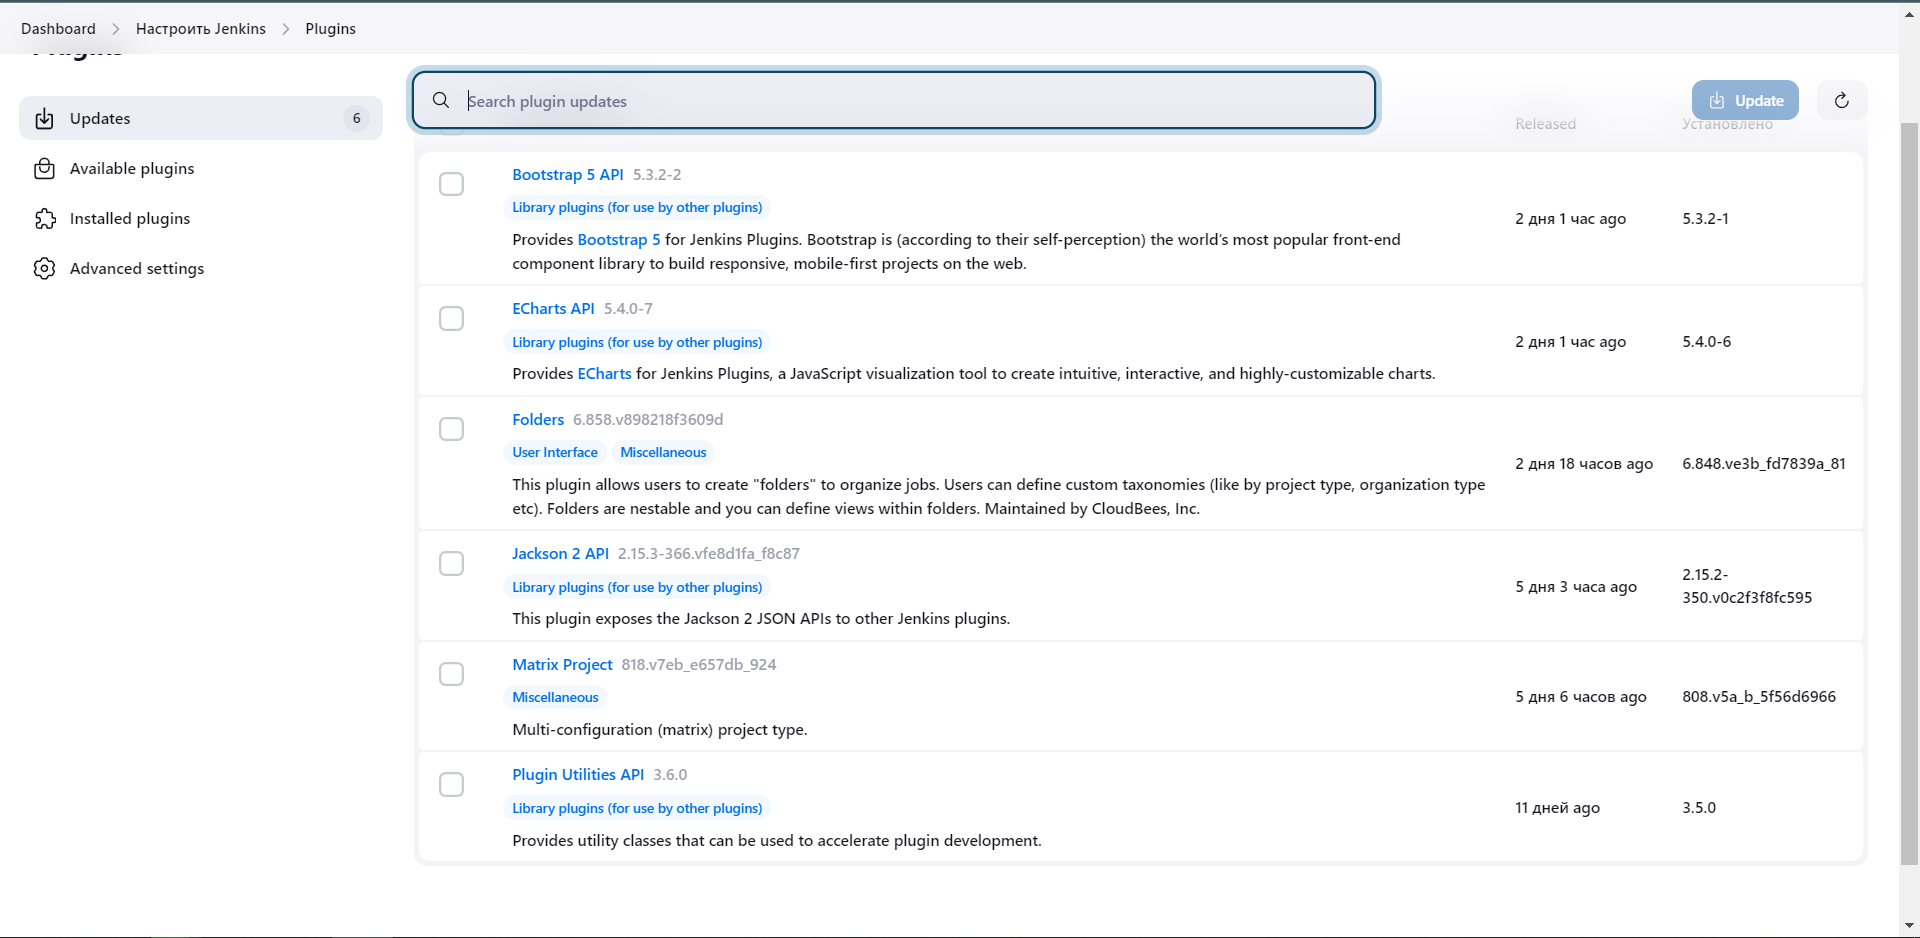 Dashboard > Настроить Jenkins > Plugins
Plugins
Updates 6
Available plugins
Installed plugins
Advanced settings
Search plugin updates
Update
Released Установлено
Bootstrap 5 API 5.3.2-2
Library plugins (for use by other plugins)
Provides Bootstrap 5 for Jenkins Plugins. Bootstrap is (according to their self-perception) the world's most popular front-end
component library to build responsive, mobile-first projects on the web.
2 дня 1 час ago
5.3.2-1
ECharts API 5.4.0-7
Library plugins (for use by other plugins)
Provides ECharts for Jenkins Plugins, a JavaScript visualization tool to create intuitive, interactive, and highly-customizable charts.
2 дня 1 час ago
5.4.0-6
Folders 6.858.v898218f3609d
User Interface Miscellaneous
This plugin allows users to create "folders" to organize jobs. Users can define custom taxonomies (like by project type, organization type
etc). Folders are nestable and you can define views within folders. Maintained by CloudBees, Inc.
2 дня 18 часов ago
6.848.ve3b_fd7839a_81
Jackson 2 API 2.15.3-366.vfe8d1fa_f8c87
Library plugins (for use by other plugins)
This plugin exposes the Jackson 2 JSON APIs to other Jenkins plugins.
5 дня 3 часа ago
2.15.2-
350.v0c2f3f8fc595
Matrix Project 818.v7eb_e657db_924
Miscellaneous
Multi-configuration (matrix) project type.
5 дня 6 часов ago
808.v5a_b_5f56d6966
Plugin Utilities API 3.6.0
Library plugins (for use by other plugins)
Provides utility classes that can be used to accelerate plugin development.
11 дней ago
3.5.0